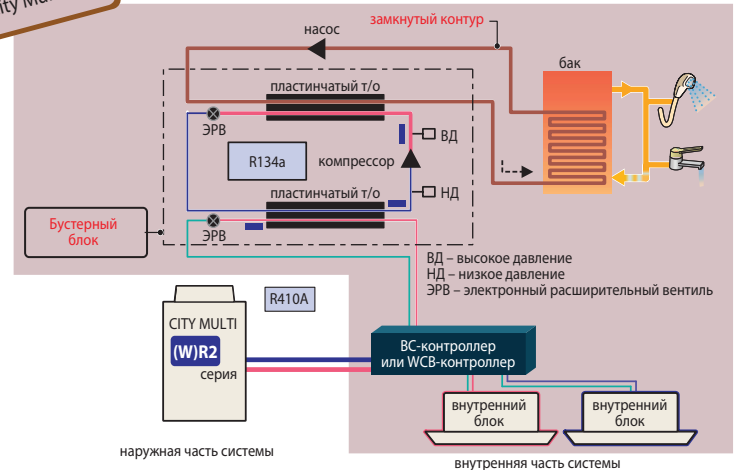 насос
замкнутый контур
бак
пластинчатый т/о
ЭРВ
ВД
R134a
компрессор
пластинчатый т/о
НД
Бустерный
блок
ЭРВ
ВД – высокое давление
НД – низкое давление
ЭРВ – электронный расширительный вентиль
R410A
CITY MULTI
(W)R2
серия
BC-контроллер
или WCB-контроллер
внутренний
блок
внутренний
блок
наружная часть системы
внутренняя часть системы